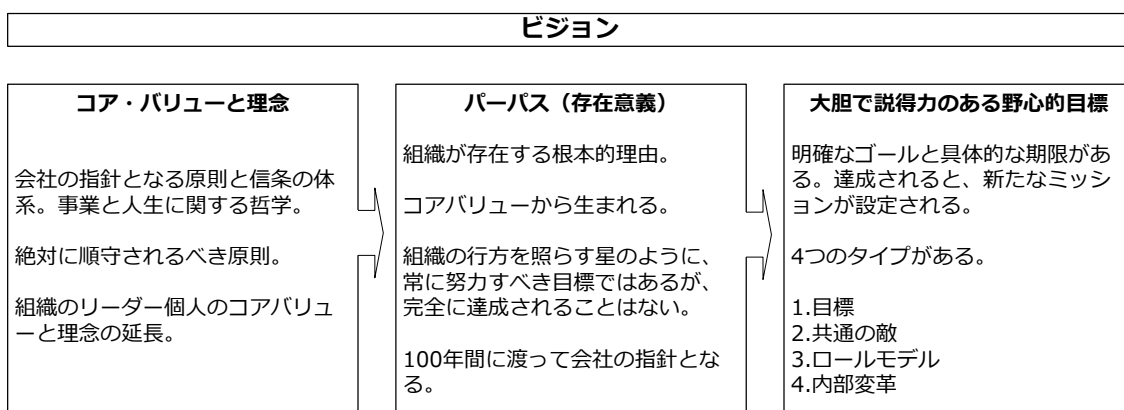 ビジョン
コア・バリューと理念
会社の指針となる原則と信条の体
系。事業と人生に関する哲学。
絶対に順守されるべき原則。
組織のリーダー個人のコアバリュ
ーと理念の延長。
パーパス（存在意義）
組織が存在する根本的理由。
コアバリューから生まれる。
組織の行方を照らす星のように、
常に努力すべき目標ではあるが、
完全に達成されることはない。
100年間に渡って会社の指針とな
る。
大胆で説得力のある野心的目標
明確なゴールと具体的な期限があ
る。達成されると、新たなミッシ
ョンが設定される。
4つのタイプがある。
1.目標
2.共通の敵
3.ロールモデル
4.内部変革